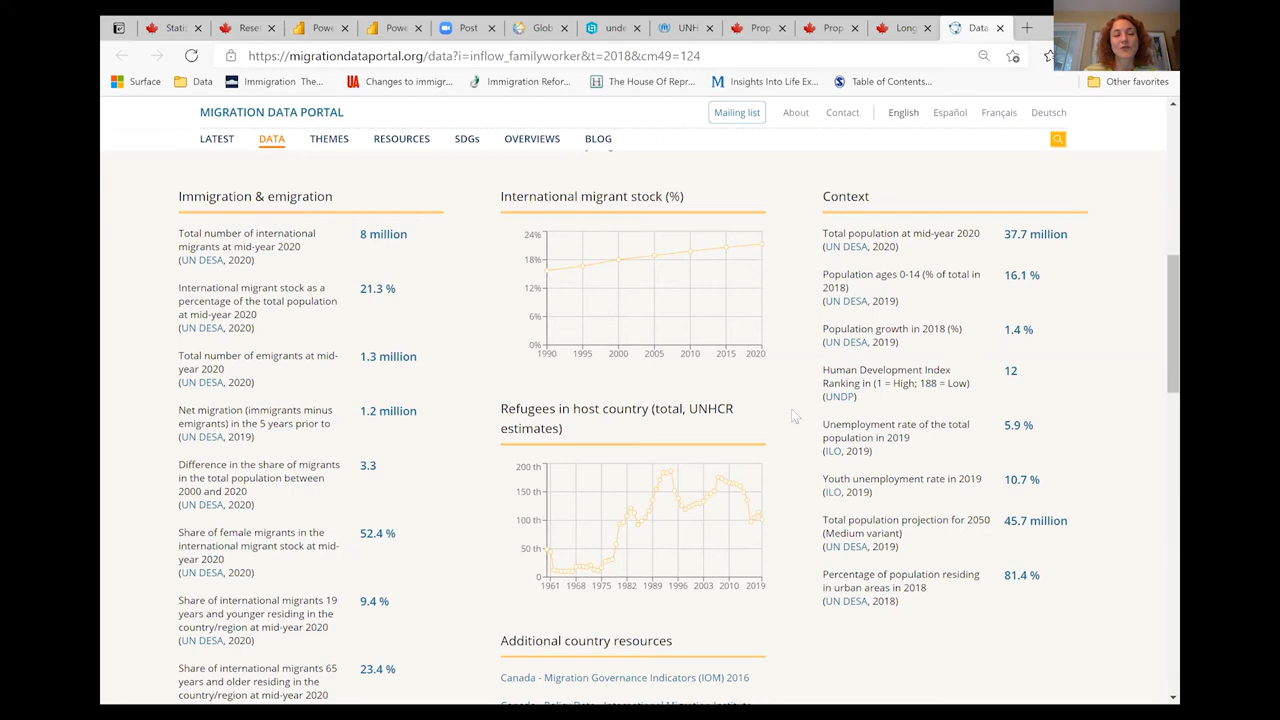 Statis
Reset
Powe
Powe
Post
Glob
unde
UNH
Prop
Prop
Long
Data
https://migrationdataportal.org/data?i=inflow_familyworker&t=2018&cm49=124
Surface
Data
Immigration The...
Changes to immigr...
Immigration Refor...
The House Of Repr...
Insights Into Life Ex...
Table of Contents...
Other favorites
MIGRATION DATA PORTAL
Mailing list
About
Contact
English
Español
Français
Deutsch
LATEST
DATA
THEMES
RESOURCES
SDGs
OVERVIEWS
BLOG
Immigration & emigration
Total number of international
migrants at mid-year 2020
(UN DESA, 2020)
8 million
International migrant stock as a
percentage of the total population
at mid-year 2020
(UN DESA, 2020)
21.3 %
Total number of emigrants at mid-
year 2020
(UN DESA, 2020)
1.3 million
Net migration (immigrants minus
emigrants) in the 5 years prior to
(UN DESA, 2019)
1.2 million
Difference in the share of migrants
in the total population between
2000 and 2020
(UN DESA, 2020)
3.3
Share of female migrants in the
international migrant stock at mid-
year 2020
(UN DESA, 2020)
52.4 %
Share of international migrants 19
years and younger residing in the
country/region at mid-year 2020
(UN DESA, 2020)
9.4 %
Share of international migrants 65
years and older residing in the
country/region at mid-year 2020
23.4 %
International migrant stock (%)
24%
18%
12%
6%
0%
1990
1995
2000
2005
2010
2015
2020
Refugees in host country (total, UNHCR
estimates)
200 th
150 th
100 th
50 th
0
1961
1968
1975
1982
1989
1996
2003
2010
2019
Additional country resources
Canada - Migration Governance Indicators (IOM) 2016
Context
Total population at mid-year 2020
(UN DESA, 2020)
37.7 million
Population ages 0-14 (% of total in
2018)
(UN DESA, 2019)
16.1 %
Population growth in 2018 (%)
(UN DESA, 2019)
1.4 %
Human Development Index
Ranking in (1 = High; 188 = Low)
(UNDP)
12
Unemployment rate of the total
population in 2019
(ILO, 2019)
5.9 %
Youth unemployment rate in 2019
(ILO, 2019)
10.7 %
Total population projection for 2050
(Medium variant)
(UN DESA, 2019)
45.7 million
Percentage of population residing
in urban areas in 2018
(UN DESA, 2018)
81.4 %